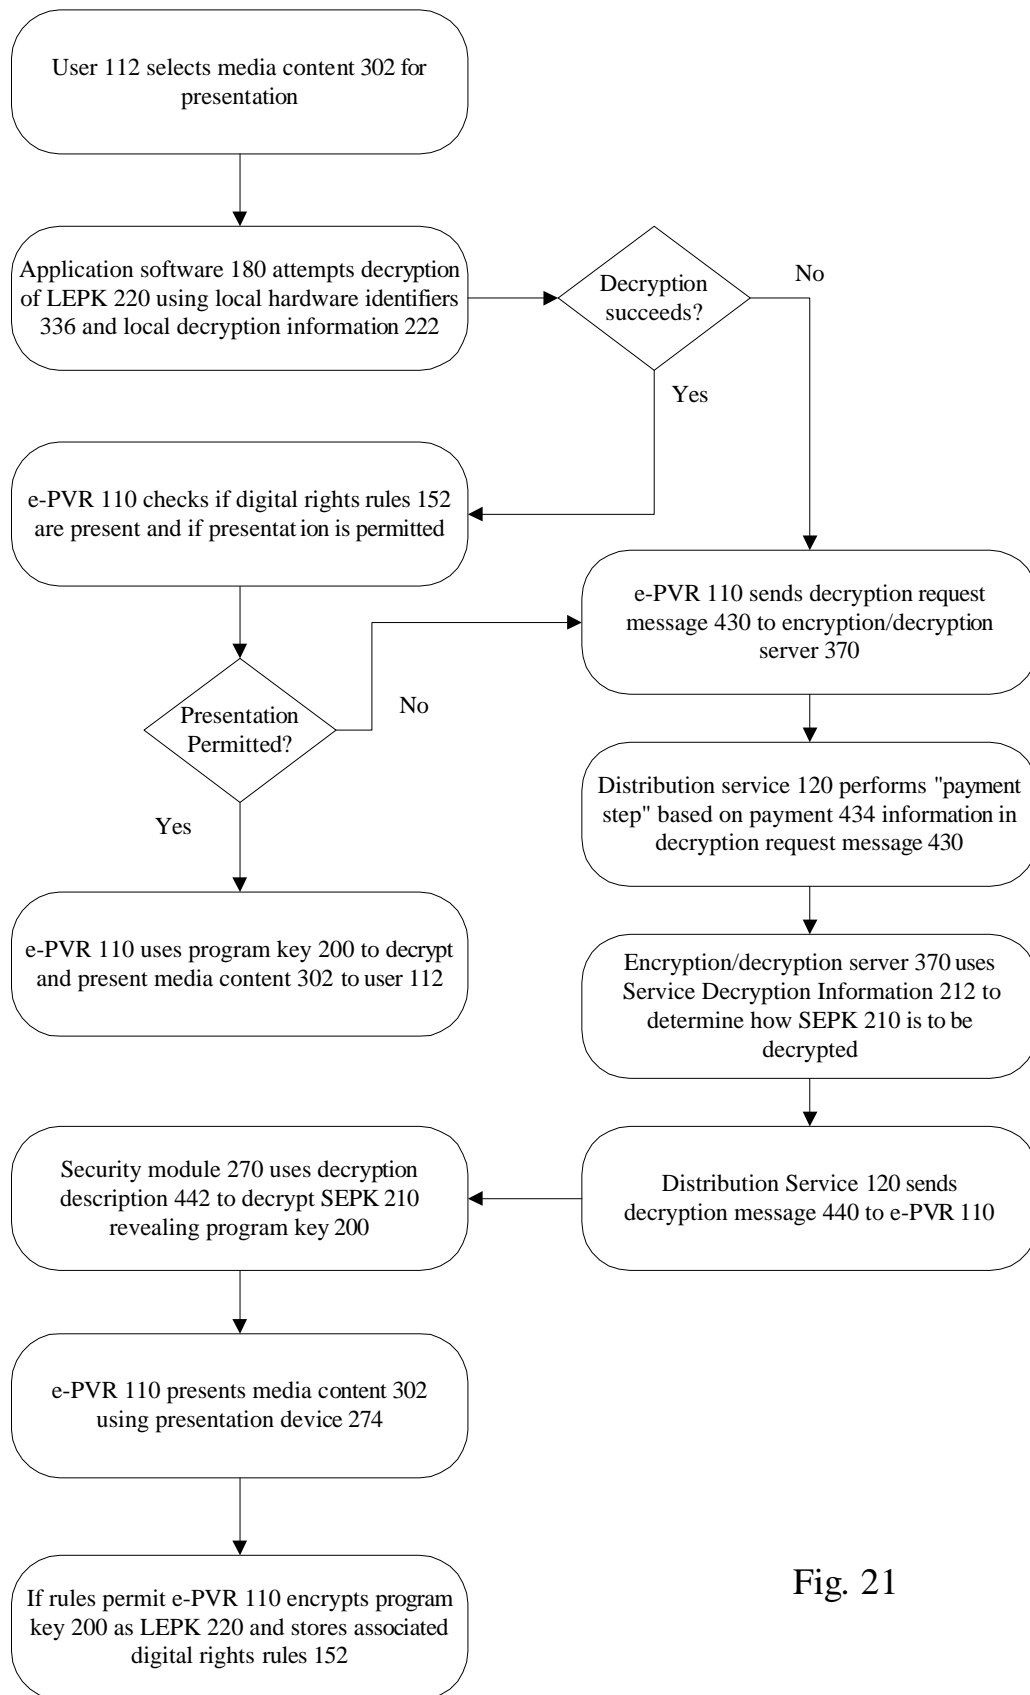 User 112 selects media content 302 for
presentation
Application software 180 attempts decryption
of LEPK 220 using local hardware identifiers
336 and local decryption information 222
Decryption
succeeds?
No
Yes
e-PVR 110 checks if digital rights rules 152
are present and if presentation is permitted
e-PVR 110 sends decryption request
message 430 to encryption/decryption
server 370
Presentation
Permitted?
No
Yes
Distribution service 120 performs "payment
step" based on payment 434 information in
decryption request message 430
e-PVR 110 uses program key 200 to decrypt
and present media content 302 to user 112
Encryption/decryption server 370 uses
Service Decryption Information 212 to
determine how SEPK 210 is to be
decrypted
Distribution Service 120 sends
decryption message 440 to e-PVR 110
Security module 270 uses decryption
description 442 to decrypt SEPK 210
revealing program key 200
e-PVR 110 presents media content 302
using presentation device 274
If rules permit e-PVR 110 encrypts program
key 200 as LEPK 220 and stores associated
digital rights rules 152
Fig. 21